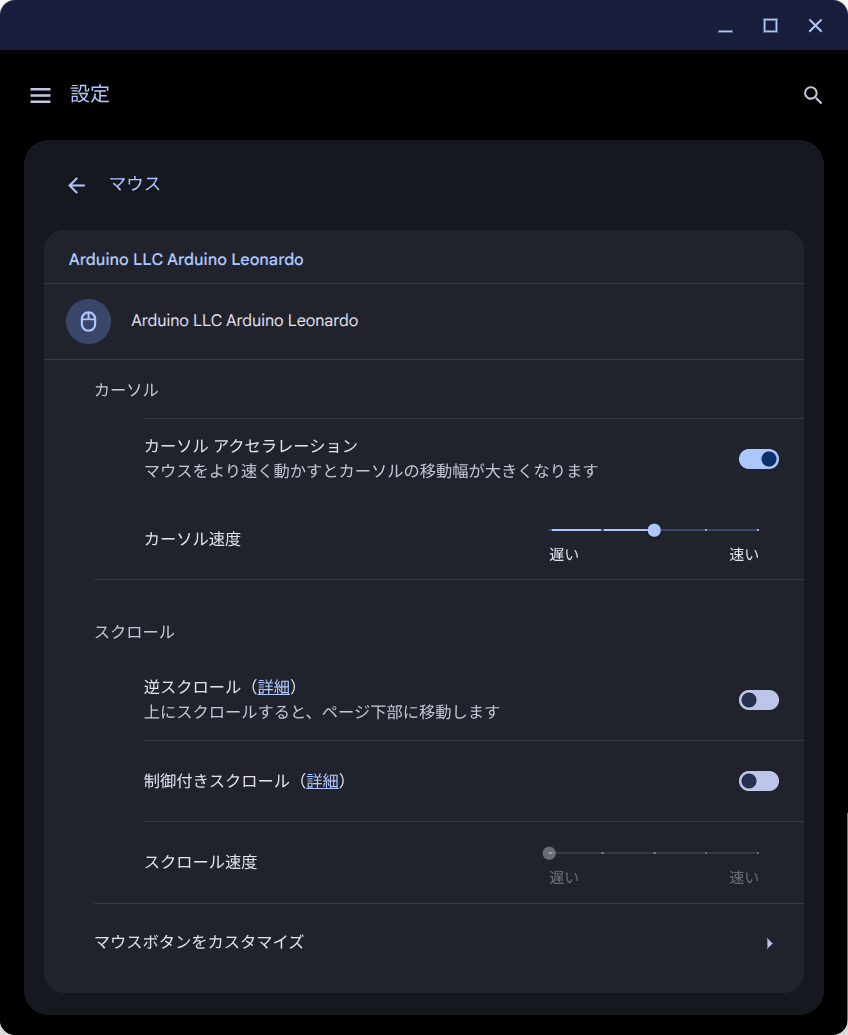 設定
マウス
Arduino LLC Arduino Leonardo
Arduino LLC Arduino Leonardo
カーソル
カーソル アクセラレーション
マウスをより速く動かすとカーソルの移動幅が大きくなります
カーソル速度
遅い 速い
スクロール
逆スクロール（詳細）
上にスクロールすると、ページ下部に移動します
制御付きスクロール（詳細）
スクロール速度
遅い 速い
マウスボタンをカスタマイズ